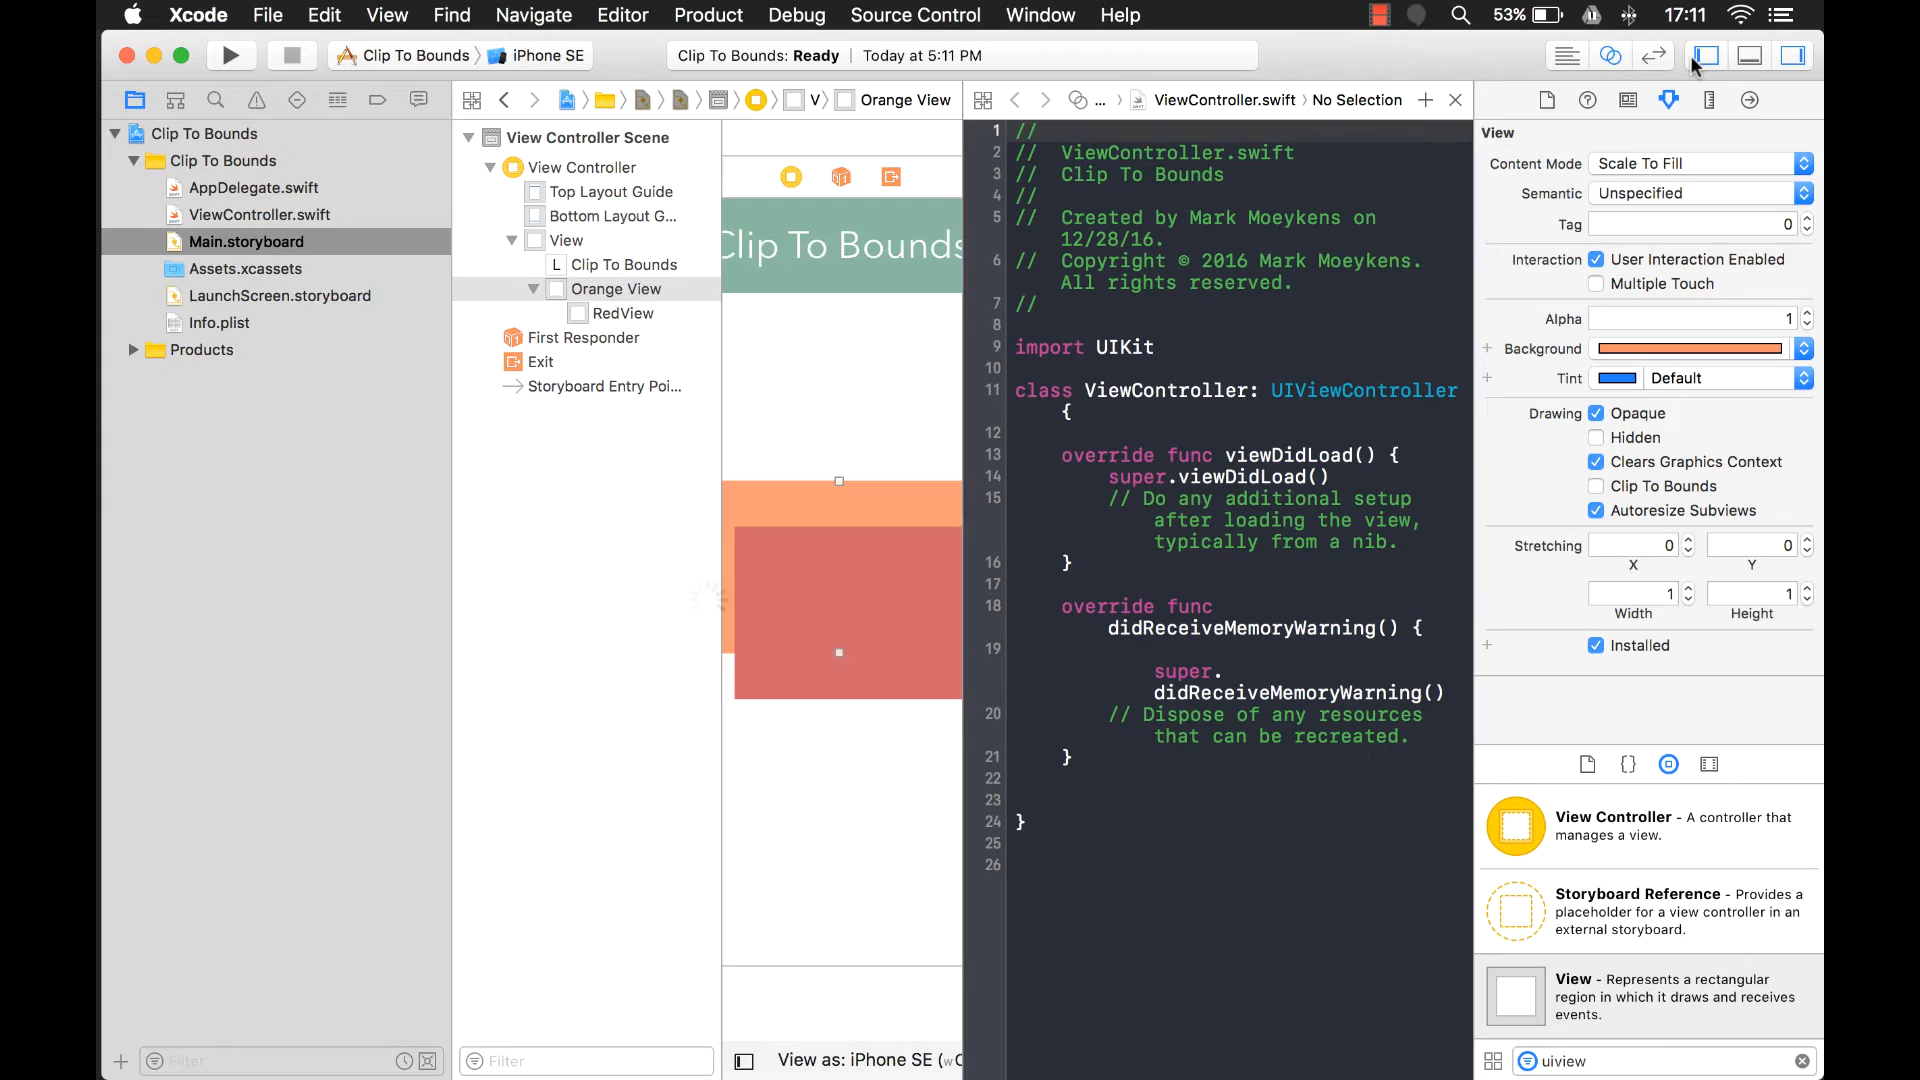 Xcode File Edit View Find Navigate Editor Product Debug Source Control Window Help 53% 17:11
Clip To Bounds iPhone SE Clip To Bounds: Ready Today at 5:11 PM
V Orange View ... ViewController.swift No Selection
Clip To Bounds
Clip To Bounds
AppDelegate.swift
ViewController.swift
Main.storyboard
Assets.xcassets
LaunchScreen.storyboard
Info.plist
Products
Filter
View Controller Scene
View Controller
Top Layout Guide
Bottom Layout G...
View
L Clip To Bounds
Orange View
RedView
First Responder
Exit
Storyboard Entry Poi...
Filter
Clip To Bounds
View as: iPhone SE (wC
1 //
2 // ViewController.swift
3 // Clip To Bounds
4 //
5 // Created by Mark Moeykens on
12/28/16.
6 // Copyright © 2016 Mark Moeykens.
All rights reserved.
7 //
8
9 import UIKit
10
11 class ViewController: UIViewController
{
12
13 override func viewDidLoad() {
14 super.viewDidLoad()
15 // Do any additional setup
after loading the view,
typically from a nib.
16 }
17
18 override func
didReceiveMemoryWarning() {
19
super.
didReceiveMemoryWarning()
20 // Dispose of any resources
that can be recreated.
21 }
22
23
24 }
25
26
View
Content Mode Scale To Fill
Semantic Unspecified
Tag 0
Interaction User Interaction Enabled
Multiple Touch
Alpha 1
+ Background
+ Tint Default
Drawing Opaque
Hidden
Clears Graphics Context
Clip To Bounds
Autoresize Subviews
Stretching 0 0
X Y
1 1
Width Height
+ Installed
View Controller - A controller that
manages a view.
Storyboard Reference - Provides a
placeholder for a view controller in an
external storyboard.
View - Represents a rectangular
region in which it draws and receives
events.
uiview